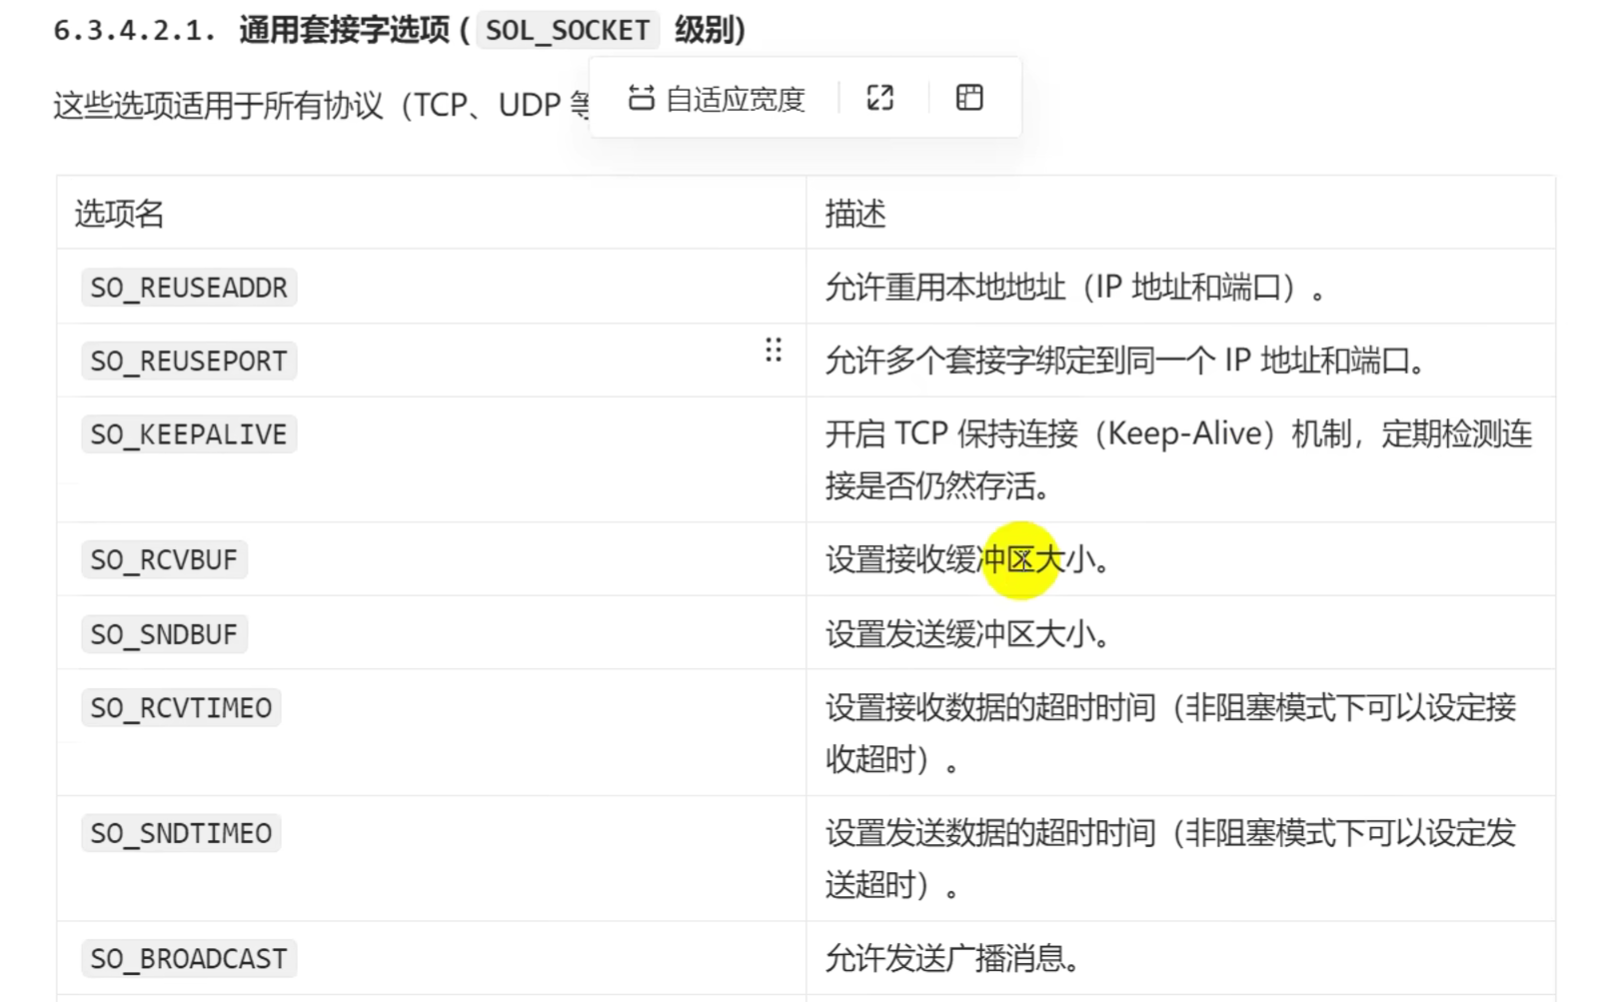 6.3.4.2.1. 通用套接字选项 ( SOL_SOCKET 级别)
这些选项适用于所有协议（TCP、UDP 等
自适应宽度
选项名 描述
SO_REUSEADDR 允许重用本地地址（IP 地址和端口）。
SO_REUSEPORT 允许多个套接字绑定到同一个 IP 地址和端口。
SO_KEEPALIVE 开启 TCP 保持连接（Keep-Alive）机制，定期检测连
接是否仍然存活。
SO_RCVBUF 设置接收缓冲区大小。
SO_SNDBUF 设置发送缓冲区大小。
SO_RCVTIMEO 设置接收数据的超时时间（非阻塞模式下可以设定接
收超时）。
SO_SNDTIMEO 设置发送数据的超时时间（非阻塞模式下可以设定发
送超时）。
SO_BROADCAST 允许发送广播消息。